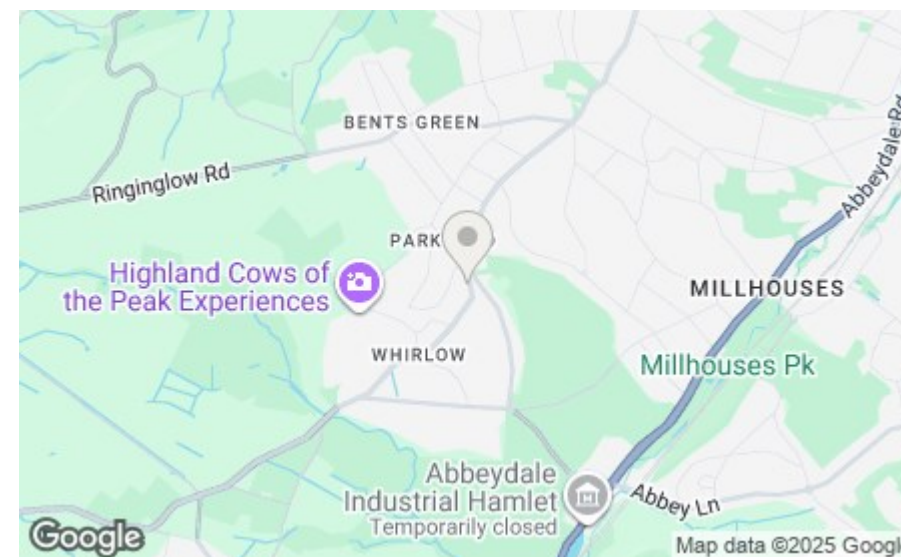 BENTS GREEN
Ringinglow Rd
Abbeydale Rd
PARK
Highland Cows of
the Peak Experiences
MILLHOUSES
WHIRLOW
Millhouses Pk
Abbeydale
Industrial Hamlet
Temporarily closed
Abbey Ln
Google
Map data ©2025 Google